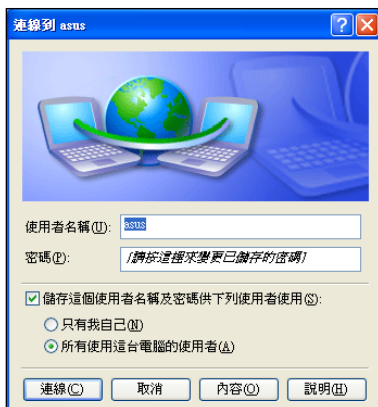 連線到 asus
使用者名稱(U): asus
密碼(P): [請按這裡來變更已儲存的密碼]
儲存這個使用者名稱及密碼供下列使用者使用(S):
只有我自己(N)
所有使用這台電腦的使用者(A)
連線(C) 取消 內容(O) 說明(H)